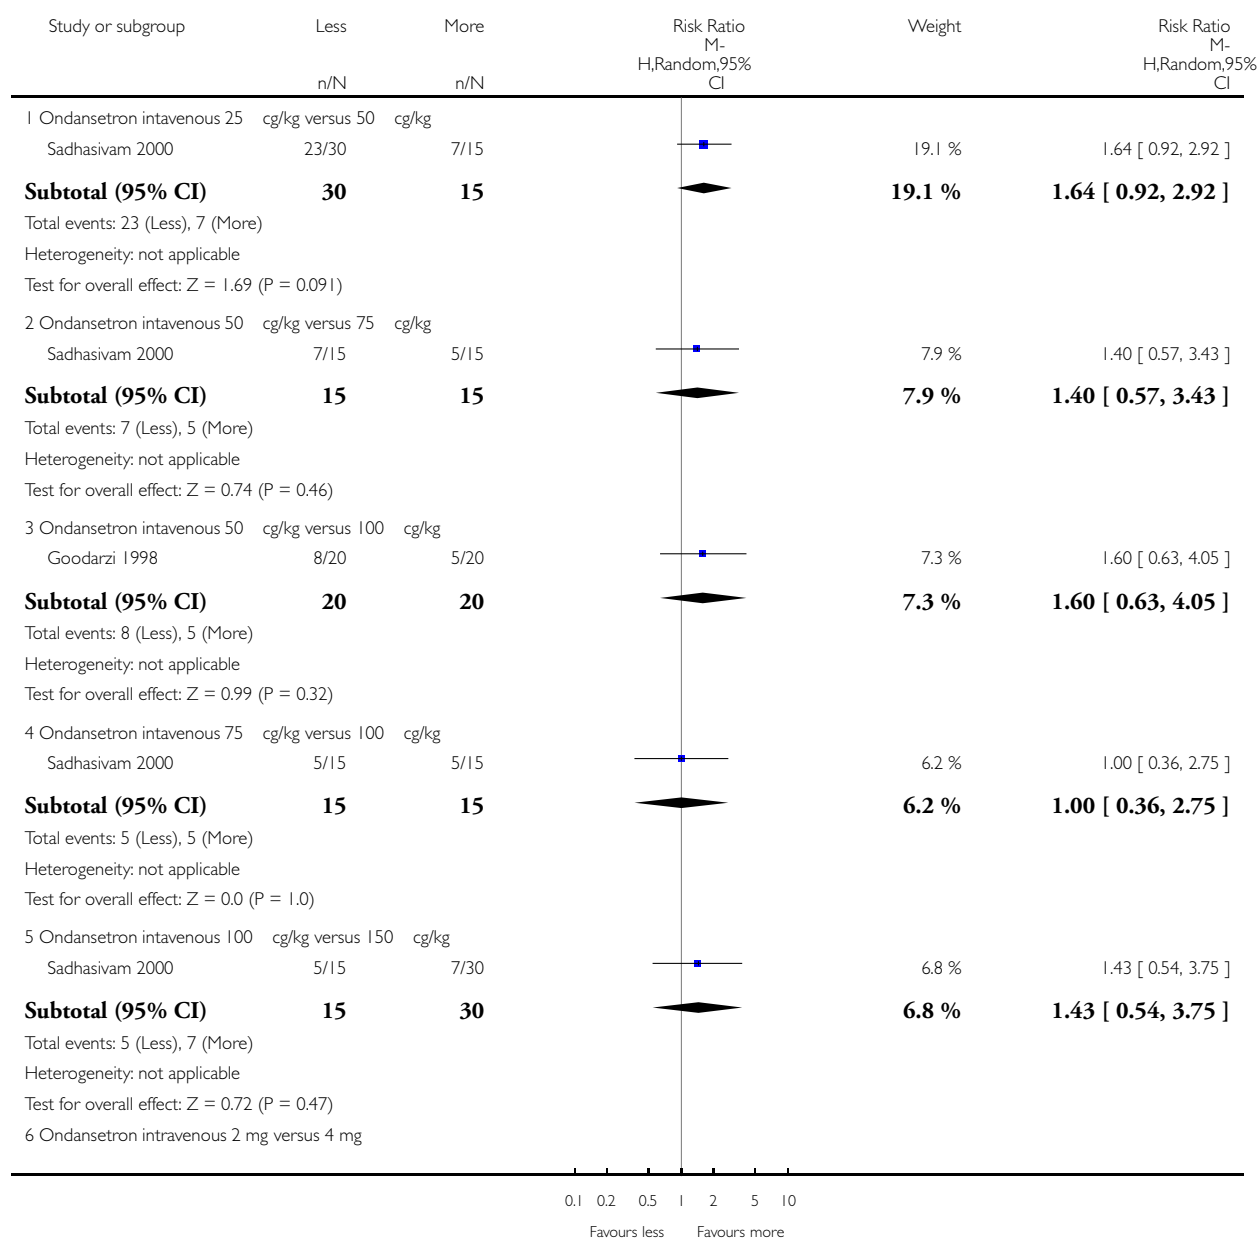 Study or subgroup Less More Risk Ratio Weight Risk Ratio
M- M-
H,Random,95% H,Random,95%
n/N n/N CI CI
1 Ondansetron intavenous 25 cg/kg versus 50 cg/kg
Sadhasivam 2000 23/30 7/15 19.1 % 1.64 [ 0.92, 2.92 ]
Subtotal (95% CI) 30 15 19.1 % 1.64 [ 0.92, 2.92 ]
Total events: 23 (Less), 7 (More)
Heterogeneity: not applicable
Test for overall effect: Z = 1.69 (P = 0.091)
2 Ondansetron intavenous 50 cg/kg versus 75 cg/kg
Sadhasivam 2000 7/15 5/15 7.9 % 1.40 [ 0.57, 3.43 ]
Subtotal (95% CI) 15 15 7.9 % 1.40 [ 0.57, 3.43 ]
Total events: 7 (Less), 5 (More)
Heterogeneity: not applicable
Test for overall effect: Z = 0.74 (P = 0.46)
3 Ondansetron intavenous 50 cg/kg versus 100 cg/kg
Goodarzi 1998 8/20 5/20 7.3 % 1.60 [ 0.63, 4.05 ]
Subtotal (95% CI) 20 20 7.3 % 1.60 [ 0.63, 4.05 ]
Total events: 8 (Less), 5 (More)
Heterogeneity: not applicable
Test for overall effect: Z = 0.99 (P = 0.32)
4 Ondansetron intavenous 75 cg/kg versus 100 cg/kg
Sadhasivam 2000 5/15 5/15 6.2 % 1.00 [ 0.36, 2.75 ]
Subtotal (95% CI) 15 15 6.2 % 1.00 [ 0.36, 2.75 ]
Total events: 5 (Less), 5 (More)
Heterogeneity: not applicable
Test for overall effect: Z = 0.0 (P = 1.0)
5 Ondansetron intavenous 100 cg/kg versus 150 cg/kg
Sadhasivam 2000 5/15 7/30 6.8 % 1.43 [ 0.54, 3.75 ]
Subtotal (95% CI) 15 30 6.8 % 1.43 [ 0.54, 3.75 ]
Total events: 5 (Less), 7 (More)
Heterogeneity: not applicable
Test for overall effect: Z = 0.72 (P = 0.47)
6 Ondansetron intravenous 2 mg versus 4 mg
0.1 0.2 0.5 1 2 5 10
Favours less Favours more